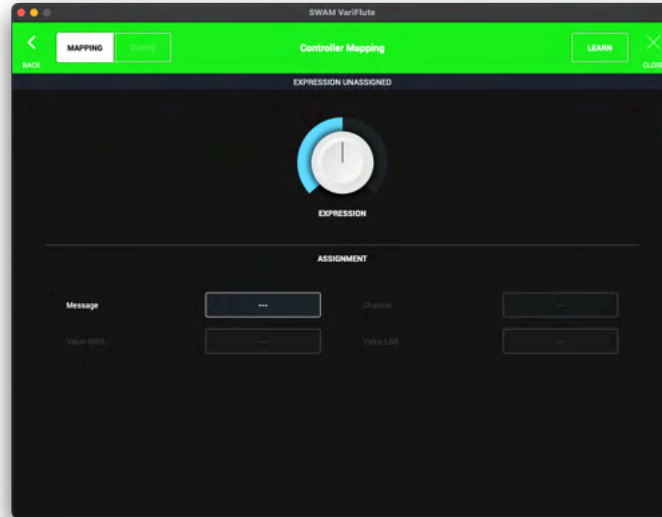 SWAM VariFlute
BACK
MAPPING
CURVE
Controller Mapping
LEARN
CLOSE
EXPRESSION UNASSIGNED
EXPRESSION
ASSIGNMENT
Message
---
Channel
---
Value MSB
---
Value LSB
---